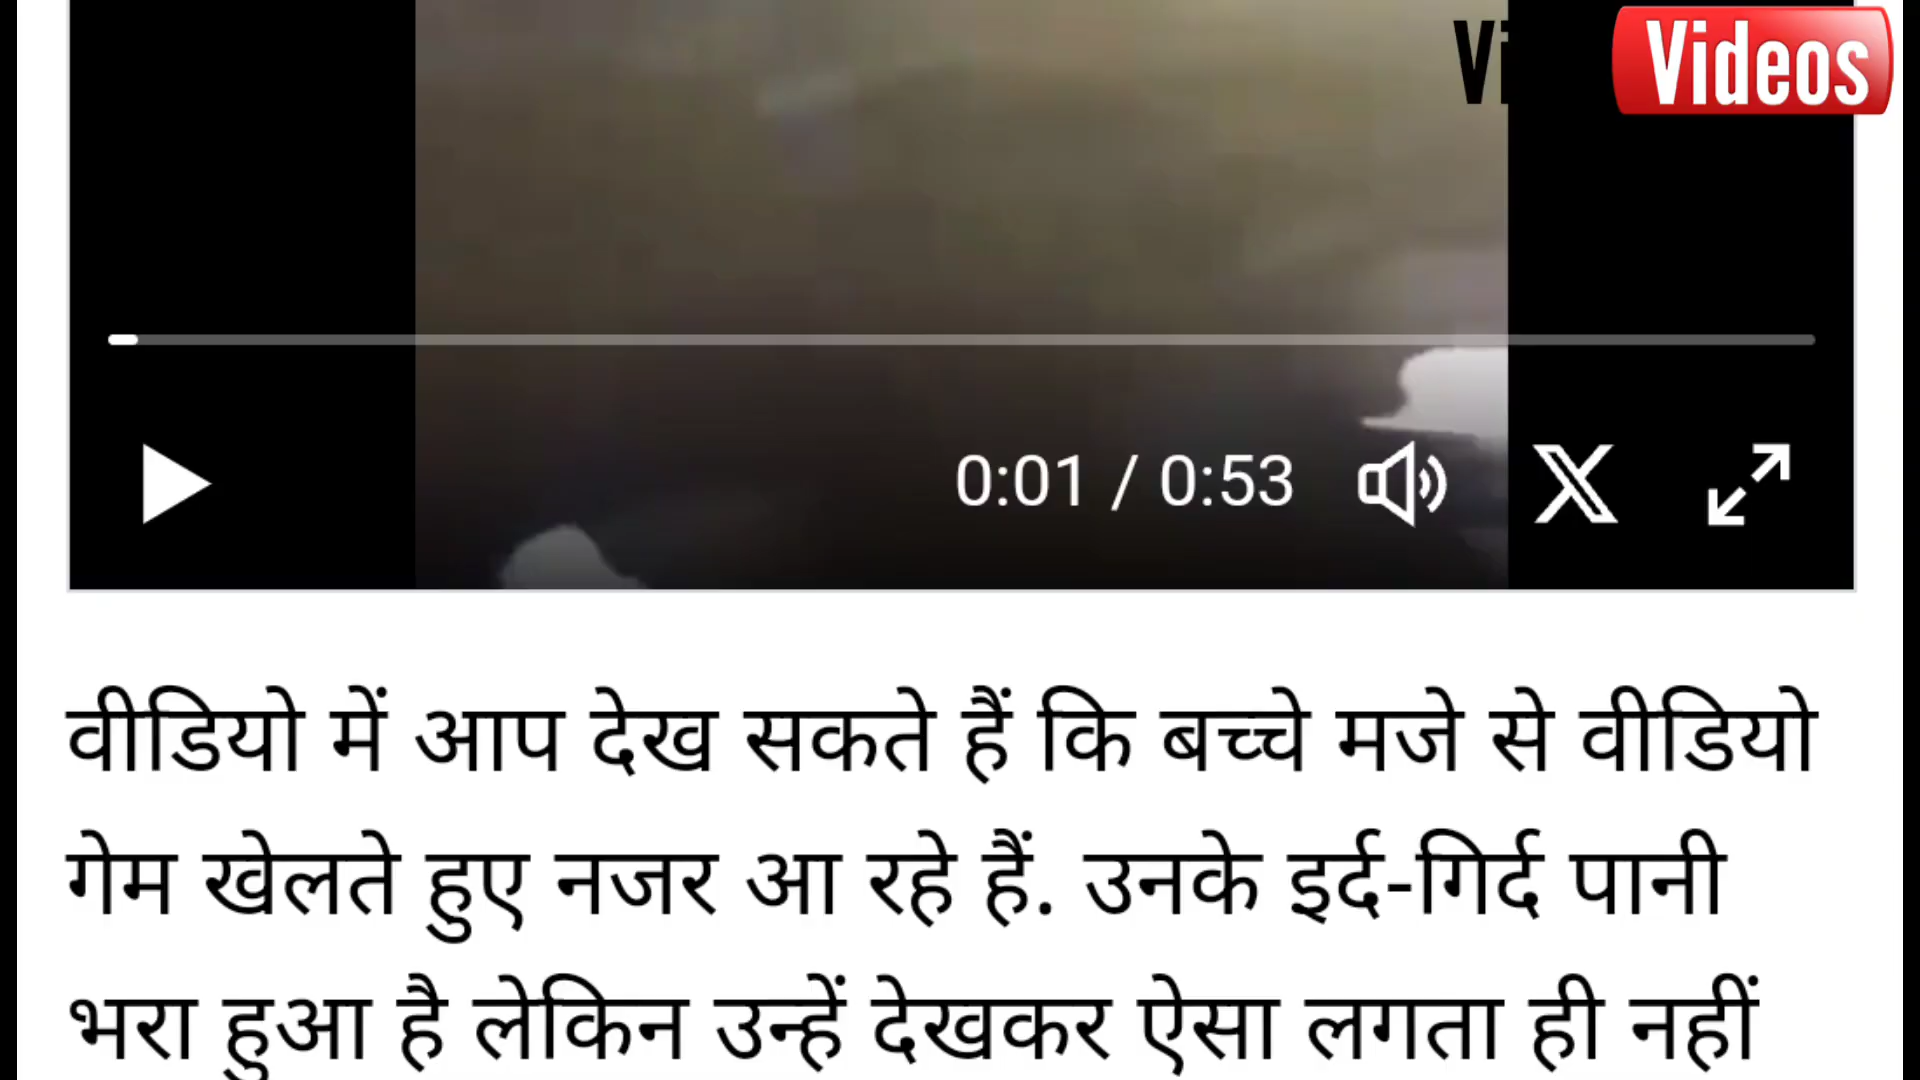 Vi Videos
0:01 / 0:53 X
वीडियो में आप देख सकते हैं कि बच्चे मजे से वीडियो
गेम खेलते हुए नजर आ रहे हैं. उनके इर्द-गिर्द पानी
भरा हुआ है लेकिन उन्हें देखकर ऐसा लगता ही नहीं